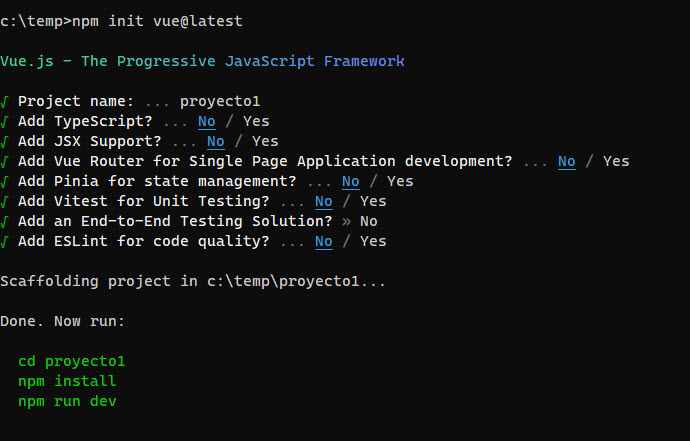 c:\temp>npm init vue@latest
Vue.js - The Progressive JavaScript Framework
√ Project name: ... proyecto1
√ Add TypeScript? ... No / Yes
√ Add JSX Support? ... No / Yes
√ Add Vue Router for Single Page Application development? ... No / Yes
√ Add Pinia for state management? ... No / Yes
√ Add Vitest for Unit Testing? ... No / Yes
√ Add an End-to-End Testing Solution? » No
√ Add ESLint for code quality? ... No / Yes
Scaffolding project in c:\temp\proyecto1...
Done. Now run:
cd proyecto1
npm install
npm run dev